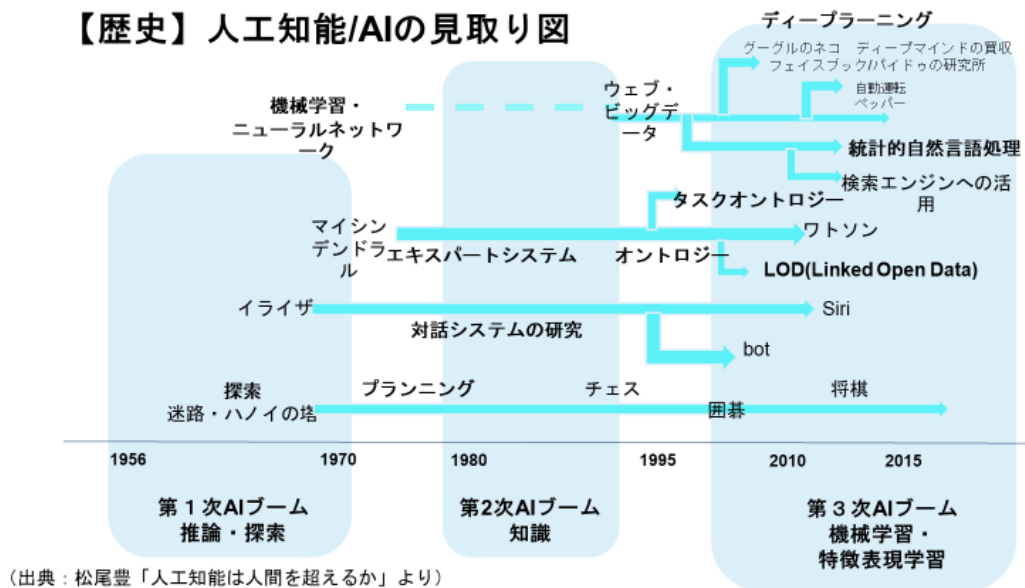 【歴史】人工知能/AIの見取り図
ディープラーニング
グーグルのネコ　ディープマインドの買収
フェイスブック/バイドゥの研究所
自動運転
ペッパー
機械学習・
ニューラルネットワ
ーク
ウェブ・
ビッグデ
ータ
統計的自然言語処理
検索エンジンへの活
用
タスクオントロジー
マイシン
デンドラ
ル
エキスパートシステム
オントロジー
ワトソン
LOD(Linked Open Data)
イライザ
対話システムの研究
Siri
bot
探索
迷路・ハノイの塔
プランニング
チェス
囲碁
将棋
1956
1970
1980
1995
2010
2015
第１次AIブーム
推論・探索
第2次AIブーム
知識
第３次AIブーム
機械学習・
特徴表現学習
（出典：松尾豊「人工知能は人間を超えるか」より）